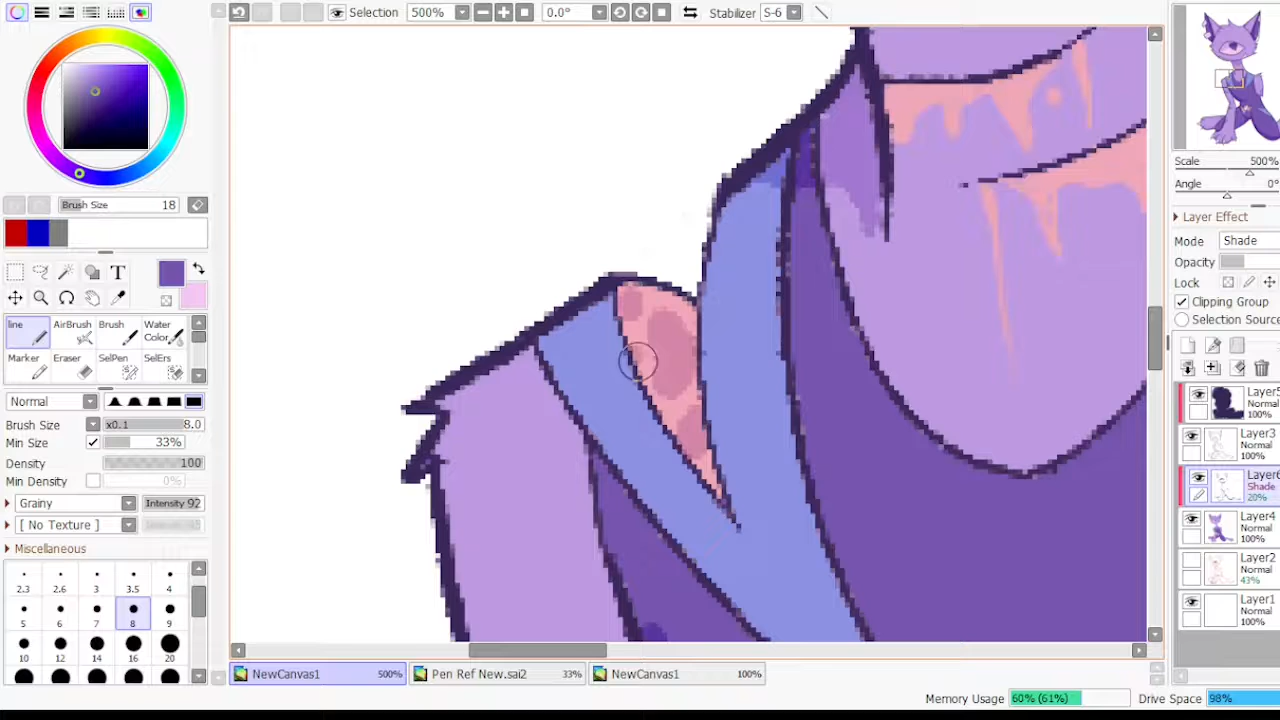 Selection 500% 0.0° Stabilizer S-6
Brush Size 18
T
line AirBrush Brush Water Color
Marker Eraser SelPen SelErs
Normal
Brush Size x0.1 8.0
Min Size 33%
Density 100
Min Density 0%
Grainy Intensity 92
[ No Texture ]
Miscellaneous
2.3 2.6 3 3.5 4
5 6 7 8 9
10 12 14 16 20
NewCanvas1 500% Pen Ref New.sai2 33% NewCanvas1 100%
Memory Usage 60% (61%) Drive Space 98%
Scale 500%
Angle 0°
Layer Effect
Mode Shade
Opacity
Lock
Clipping Group
Selection Source
Layer5
Normal
100%
Layer3
Normal
100%
Layer6
Shade
20%
Layer4
Normal
100%
Layer2
Normal
43%
Layer1
Normal
100%